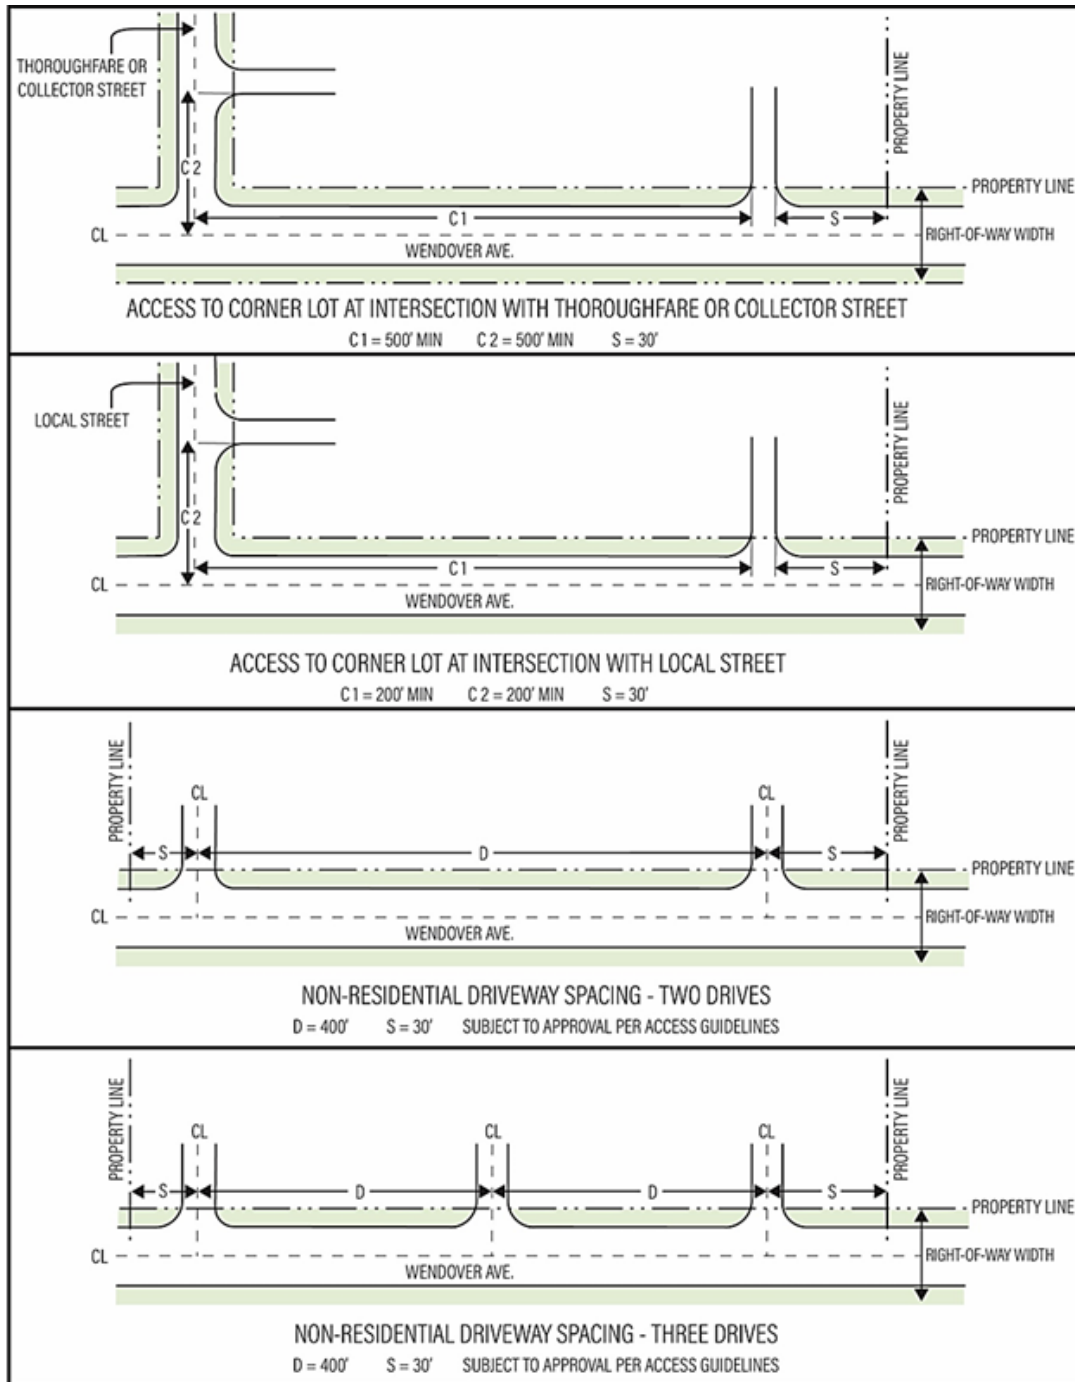 THOROUGHFARE OR
COLLECTOR STREET
PROPERTY LINE
C 2
PROPERTY LINE
C1
S
CL
RIGHT-OF-WAY WIDTH
WENDOVER AVE.
ACCESS TO CORNER LOT AT INTERSECTION WITH THOROUGHFARE OR COLLECTOR STREET
C1 = 500' MIN C 2 = 500' MIN S = 30'
LOCAL STREET
PROPERTY LINE
C 2
PROPERTY LINE
C1
S
CL
RIGHT-OF-WAY WIDTH
WENDOVER AVE.
ACCESS TO CORNER LOT AT INTERSECTION WITH LOCAL STREET
C 1 = 200' MIN C 2 = 200' MIN S = 30'
PROPERTY LINE
CL
CL
PROPERTY LINE
S
D
S
PROPERTY LINE
CL
RIGHT-OF-WAY WIDTH
WENDOVER AVE.
NON-RESIDENTIAL DRIVEWAY SPACING - TWO DRIVES
D = 400' S = 30' SUBJECT TO APPROVAL PER ACCESS GUIDELINES
PROPERTY LINE
CL
CL
CL
PROPERTY LINE
S
D
D
S
PROPERTY LINE
CL
RIGHT-OF-WAY WIDTH
WENDOVER AVE.
NON-RESIDENTIAL DRIVEWAY SPACING - THREE DRIVES
D = 400' S = 30' SUBJECT TO APPROVAL PER ACCESS GUIDELINES